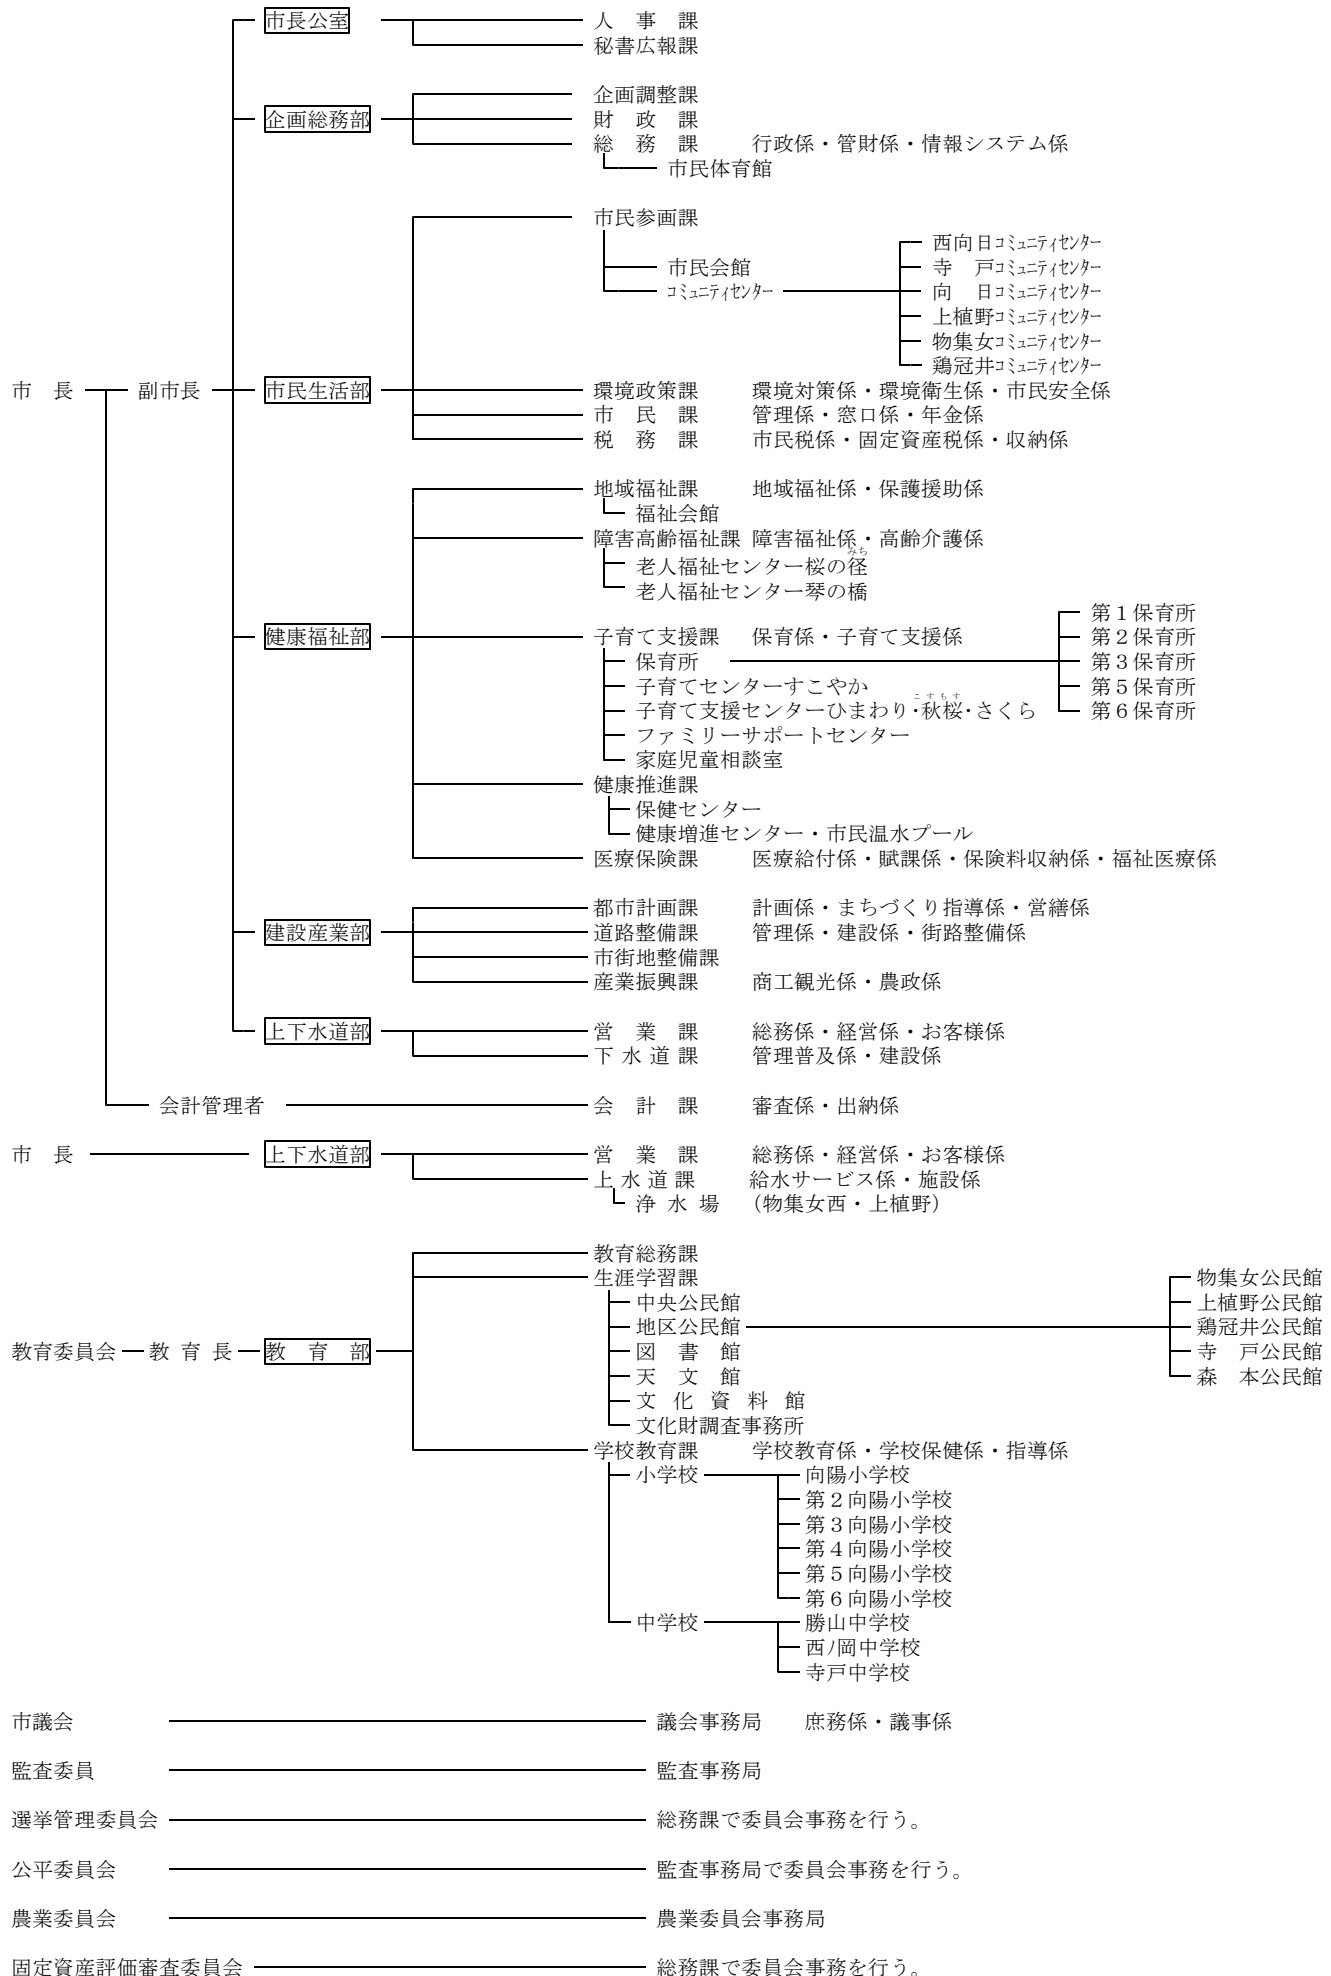 市長公室 人事課
秘書広報課
企画調整課
企画総務部 財政課
総務課 行政係・管財係・情報システム係
市民体育館
市民参画課
西向日コミュニティセンター
市民会館 寺戸コミュニティセンター
コミュニティセンター 向日コミュニティセンター
上植野コミュニティセンター
物集女コミュニティセンター
鶏冠井コミュニティセンター
市長 副市長 市民生活部 環境政策課 環境対策係・環境衛生係・市民安全係
市民課 管理係・窓口係・年金係
税務課 市民税係・固定資産税係・収納係
地域福祉課 地域福祉係・保護援助係
福祉会館
障害高齢福祉課 障害福祉係・高齢介護係
みち
老人福祉センター桜の径
老人福祉センター琴の橋
第1保育所
健康福祉部 子育て支援課 保育係・子育て支援係 第2保育所
保育所 第3保育所
子育てセンターすこやか 第5保育所
こすもす
子育て支援センターひまわり・秋桜・さくら 第6保育所
ファミリーサポートセンター
家庭児童相談室
健康推進課
保健センター
健康増進センター・市民温水プール
医療保険課 医療給付係・賦課係・保険料収納係・福祉医療係
都市計画課 計画係・まちづくり指導係・営繕係
建設産業部 道路整備課 管理係・建設係・街路整備係
市街地整備課
産業振興課 商工観光係・農政係
上下水道部 営業課 総務係・経営係・お客様係
下水道課 管理普及係・建設係
会計管理者 会計課 審査係・出納係
市長 上下水道部 営業課 総務係・経営係・お客様係
上水道課 給水サービス係・施設係
浄水場 (物集女西・上植野)
教育総務課
生涯学習課 物集女公民館
中央公民館 上植野公民館
地区公民館 鶏冠井公民館
教育委員会 教育長 教育部 図書館 寺戸公民館
天文館 森本公民館
文化資料館
文化財調査事務所
学校教育課 学校教育係・学校保健係・指導係
小学校 向陽小学校
第2向陽小学校
第3向陽小学校
第4向陽小学校
第5向陽小学校
第6向陽小学校
中学校 勝山中学校
西ノ岡中学校
寺戸中学校
市議会 議会事務局 庶務係・議事係
監査委員 監査事務局
選挙管理委員会 総務課で委員会事務を行う。
公平委員会 監査事務局で委員会事務を行う。
農業委員会 農業委員会事務局
固定資産評価審査委員会 総務課で委員会事務を行う。